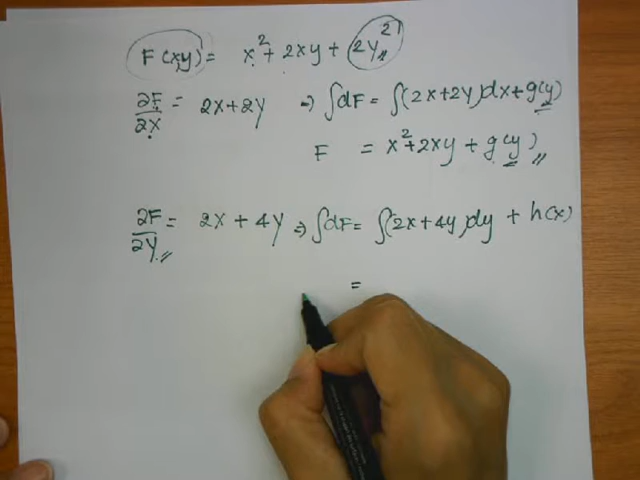 F(x,y) = x² + 2xy + 2y²
∂F/∂x = 2x+2y ⇒ ∫dF = ∫(2x+2y)dx + g(y)
F = x² + 2xy + g(y)
∂F/∂y = 2x + 4y ⇒ ∫dF = ∫(2x+4y)dy + h(x)
=